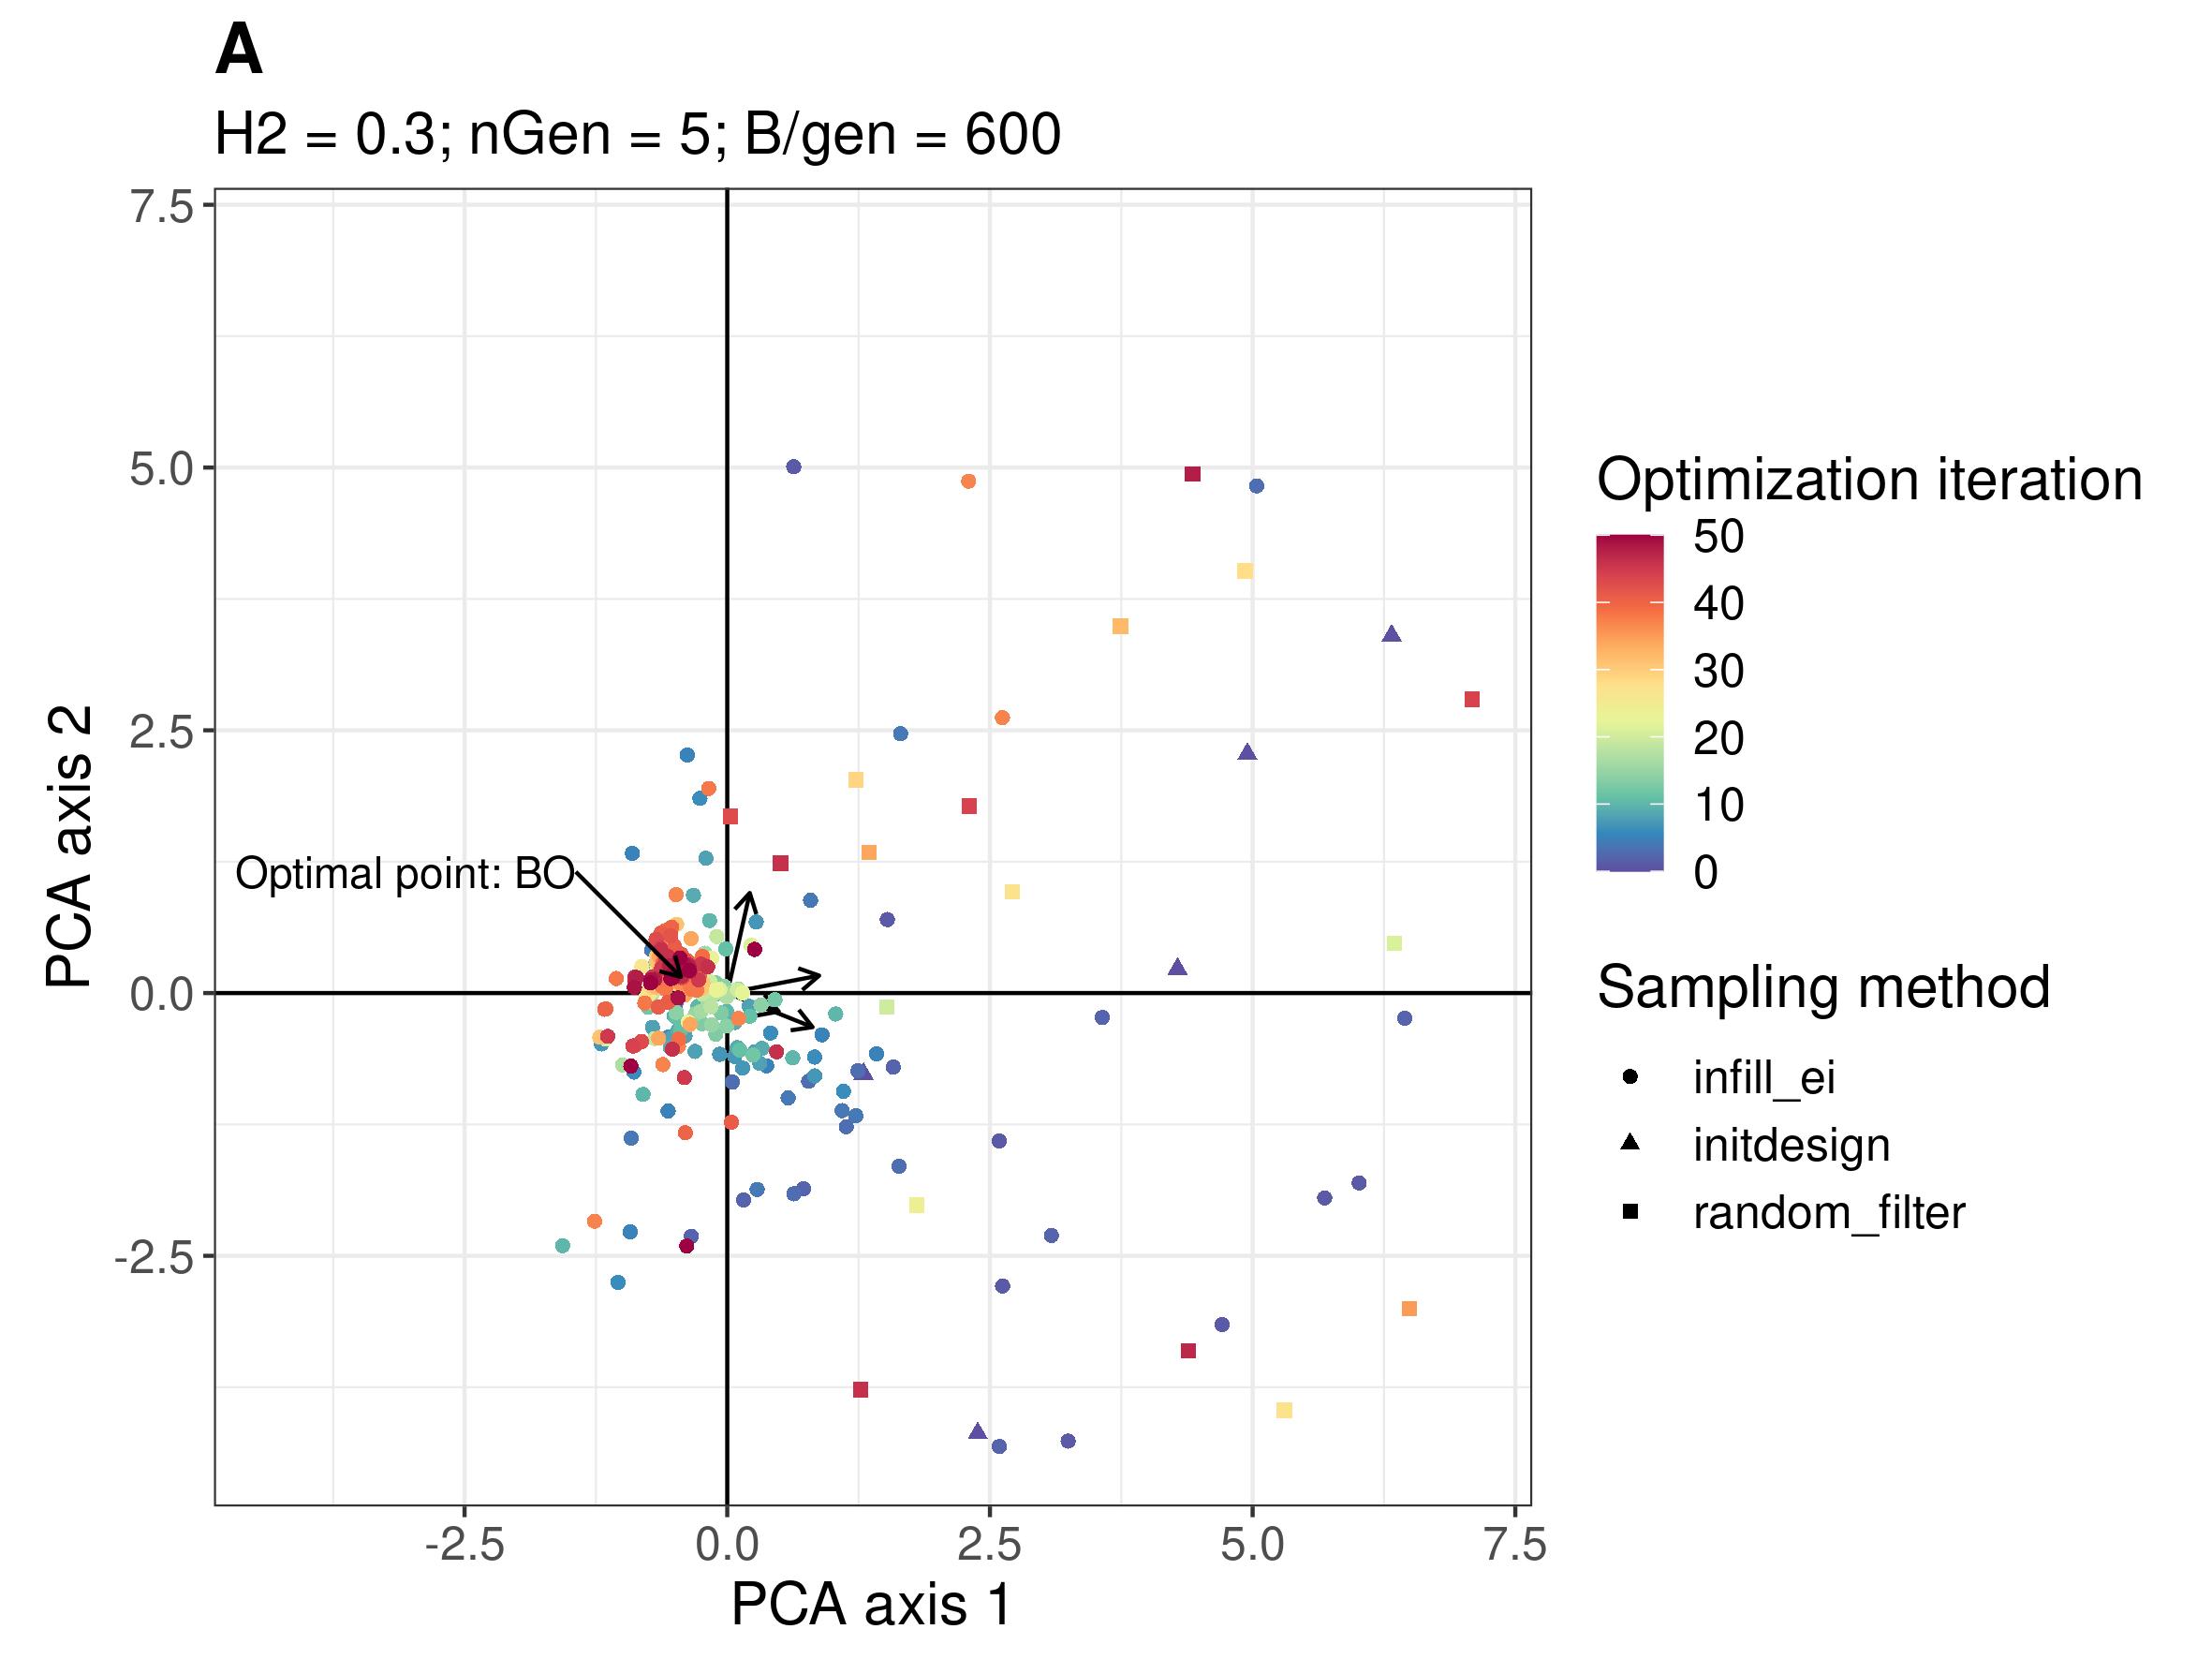 A
H2 = 0.3; nGen = 5; B/gen = 600
PCA axis 2
7.5
5.0
2.5
0.0
-2.5
Optimal point: BO
-2.5
0.0
2.5
5.0
7.5
PCA axis 1
Optimization iteration
50
40
30
20
10
0
Sampling method
infill_ei
initdesign
random_filter